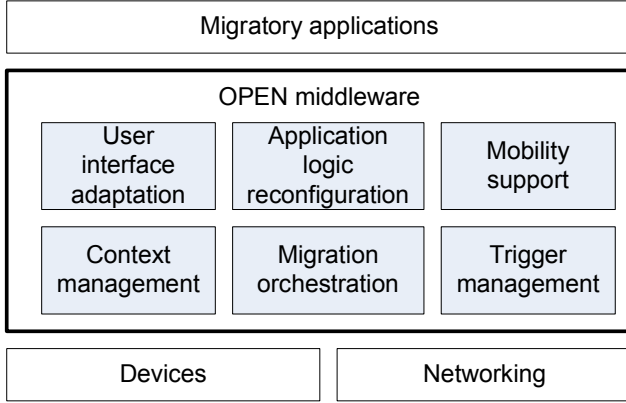 Migratory applications
OPEN middleware
User
interface
adaptation
Application
logic
reconfiguration
Mobility
support
Context
management
Migration
orchestration
Trigger
management
Devices
Networking